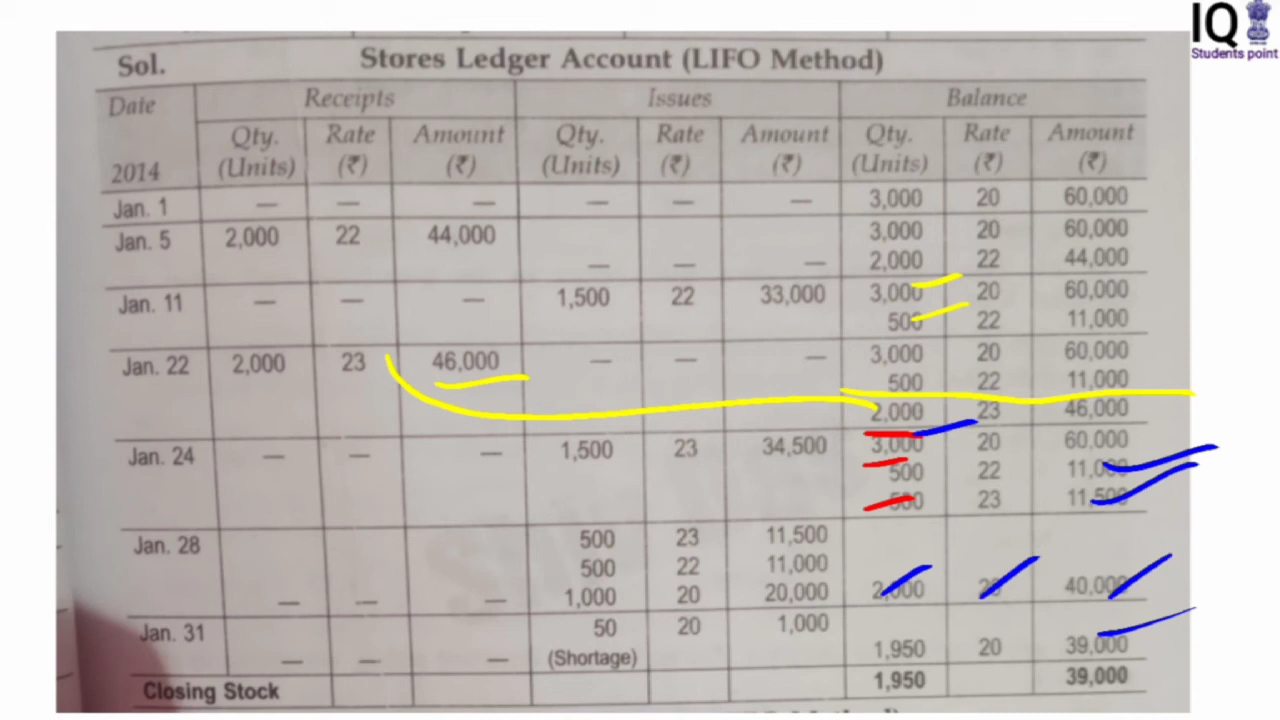 IQ
Students point
Sol.
Stores Ledger Account (LIFO Method)
Date Receipts Issues Balance
Qty. Rate Amount Qty. Rate Amount Qty. Rate Amount
2014 (Units) (₹) (₹) (Units) (₹) (₹) (Units) (₹) (₹)
Jan. 1 — — — — — — 3,000 20 60,000
Jan. 5 2,000 22 44,000 3,000 20 60,000
— — — 2,000 22 44,000
Jan. 11 — — — 1,500 22 33,000 3,000 20 60,000
500 22 11,000
Jan. 22 2,000 23 46,000 — — — 3,000 20 60,000
500 22 11,000
2,000 23 46,000
Jan. 24 — — — 1,500 23 34,500 3,000 20 60,000
500 22 11,000
500 23 11,500
Jan. 28 500 23 11,500
500 22 11,000
— — — 1,000 20 20,000 2,000 20 40,000
Jan. 31 50 20 1,000
— — — (Shortage) 1,950 20 39,000
Closing Stock 1,950 39,000